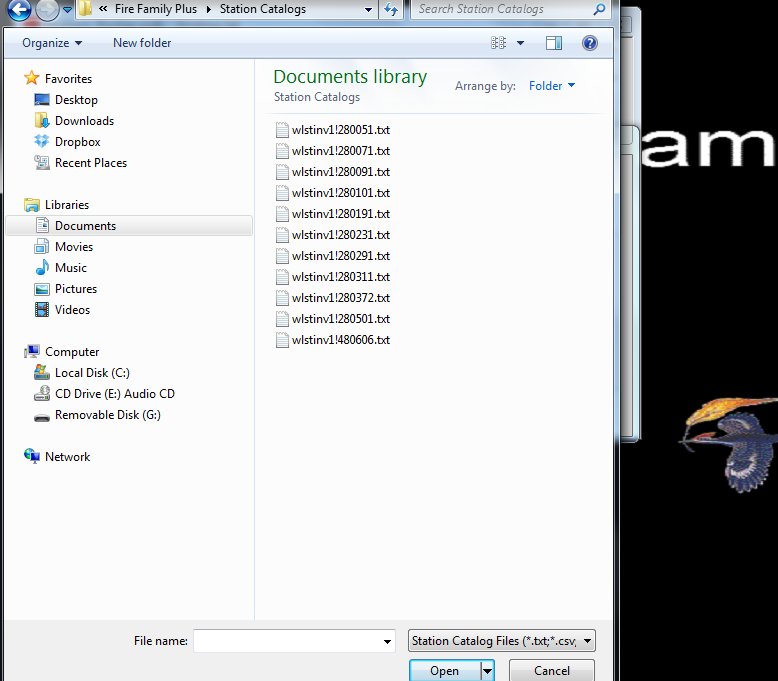 « Fire Family Plus Station Catalogs
Search Station Catalogs
Organize New folder
Favorites
Desktop
Downloads
Dropbox
Recent Places
Libraries
Documents
Movies
Music
Pictures
Videos
Computer
Local Disk (C:)
CD Drive (E:) Audio CD
Removable Disk (G:)
Network
Documents library
Station Catalogs
Arrange by: Folder
wlstinv1!280051.txt
wlstinv1!280071.txt
wlstinv1!280091.txt
wlstinv1!280101.txt
wlstinv1!280191.txt
wlstinv1!280231.txt
wlstinv1!280291.txt
wlstinv1!280311.txt
wlstinv1!280372.txt
wlstinv1!280501.txt
wlstinv1!480606.txt
am
File name:
Station Catalog Files (*.txt;*.csv;
Open Cancel